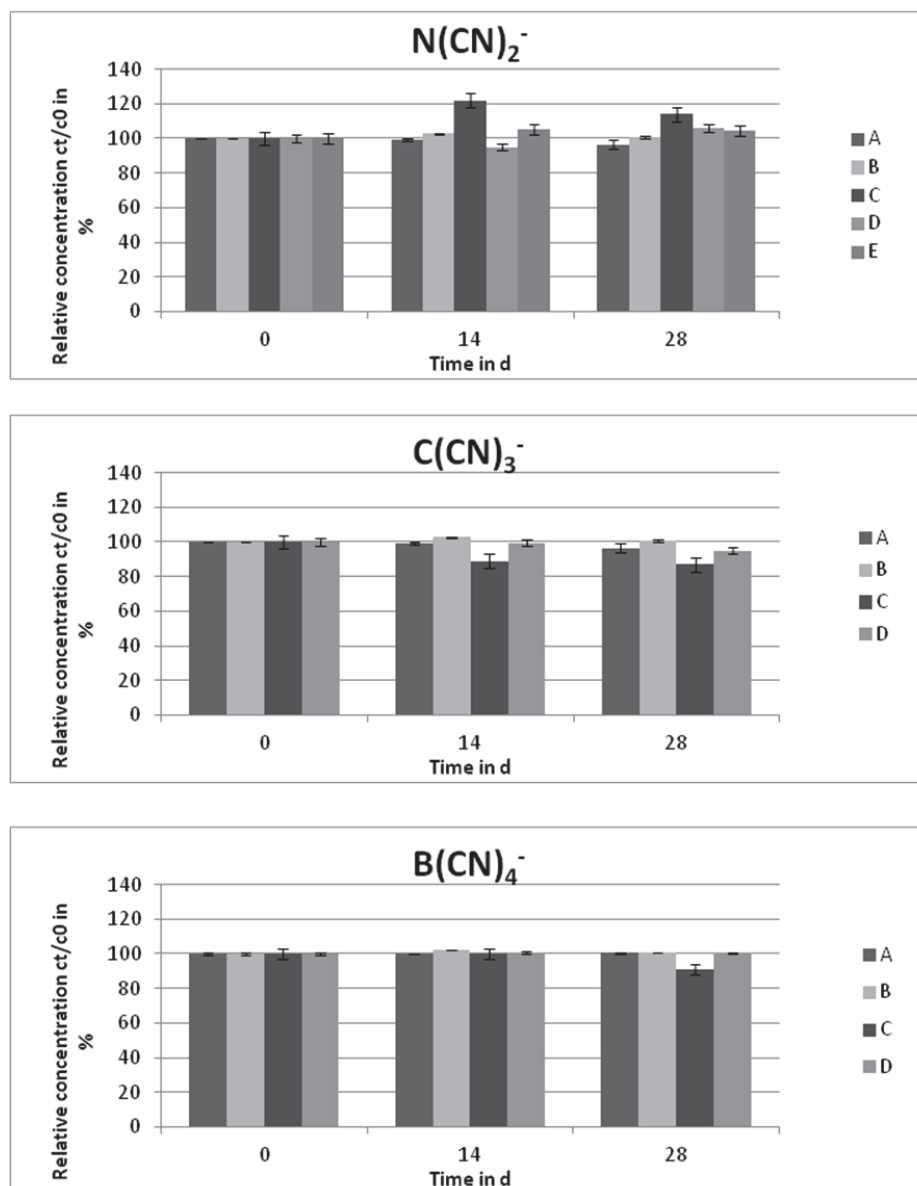 N(CN)₂⁻
Relative concentration ct/c0 in
%
140
120
100
80
60
40
20
0
0
14
28
Time in d
A
B
C
D
E
C(CN)₃⁻
Relative concentration ct/c0 in
%
140
120
100
80
60
40
20
0
0
14
28
Time in d
A
B
C
D
B(CN)₄⁻
Relative concentration ct/c0 in
%
140
120
100
80
60
40
20
0
0
14
28
Time in d
A
B
C
D